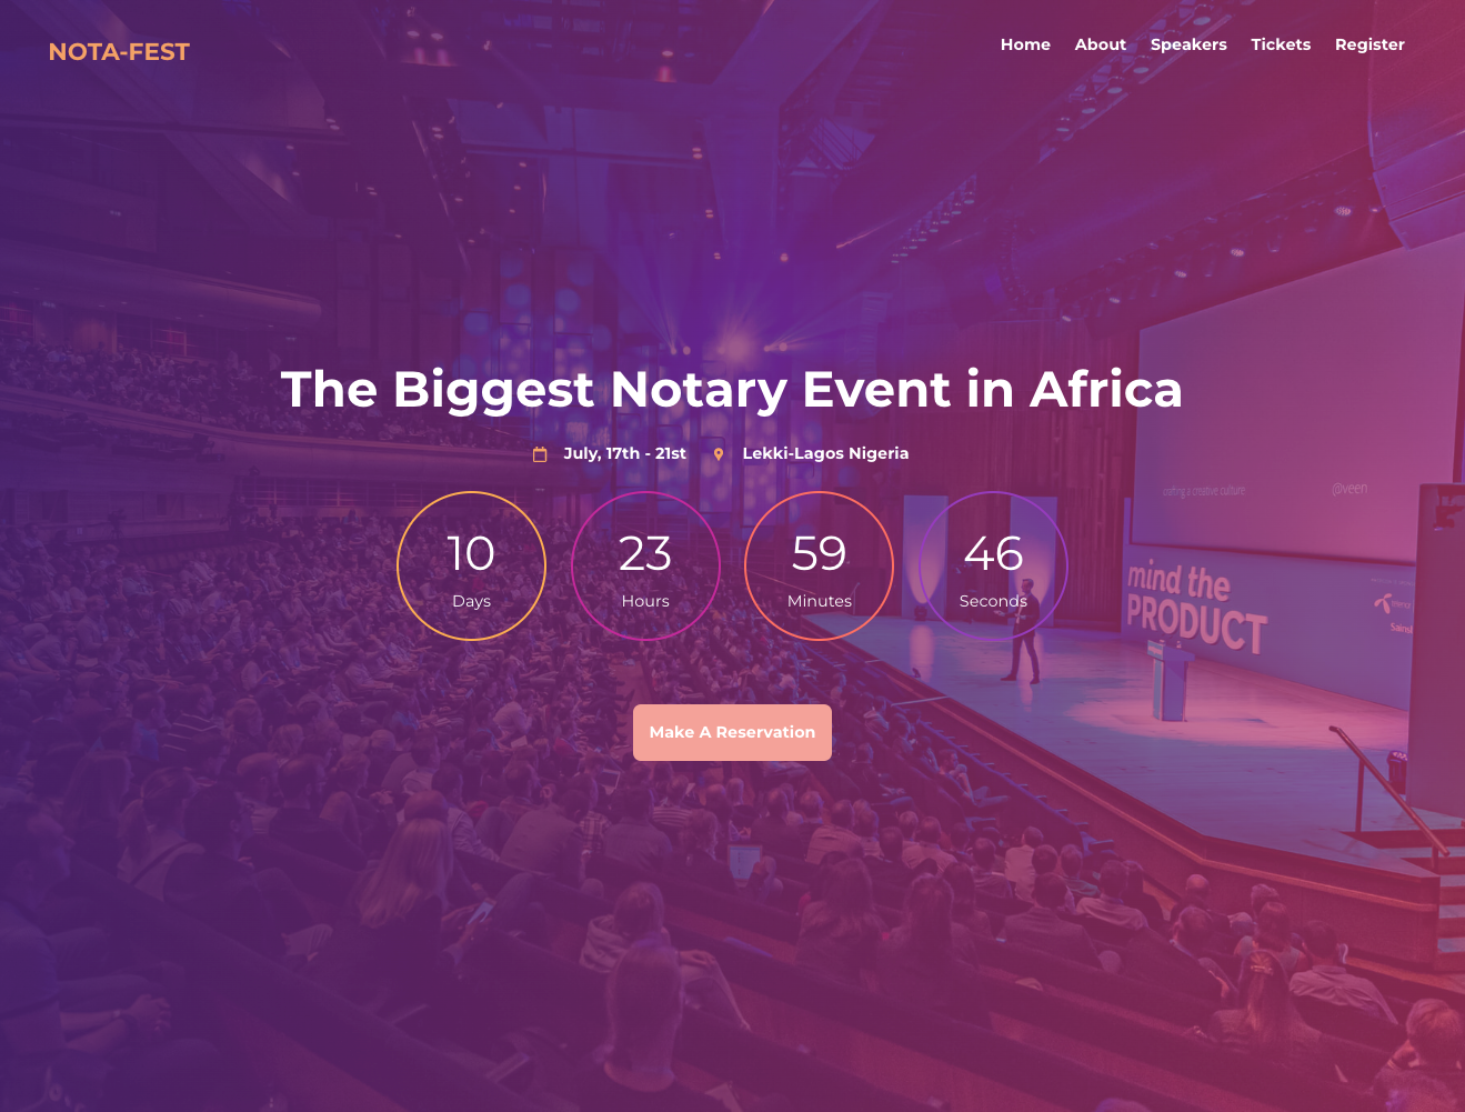 NOTA-FEST
Home About Speakers Tickets Register
The Biggest Notary Event in Africa
July, 17th - 21st Lekki-Lagos Nigeria
10 23 59 46
Days Hours Minutes Seconds
crafting a creative culture @veen
mind the
PRODUCT
Make A Reservation